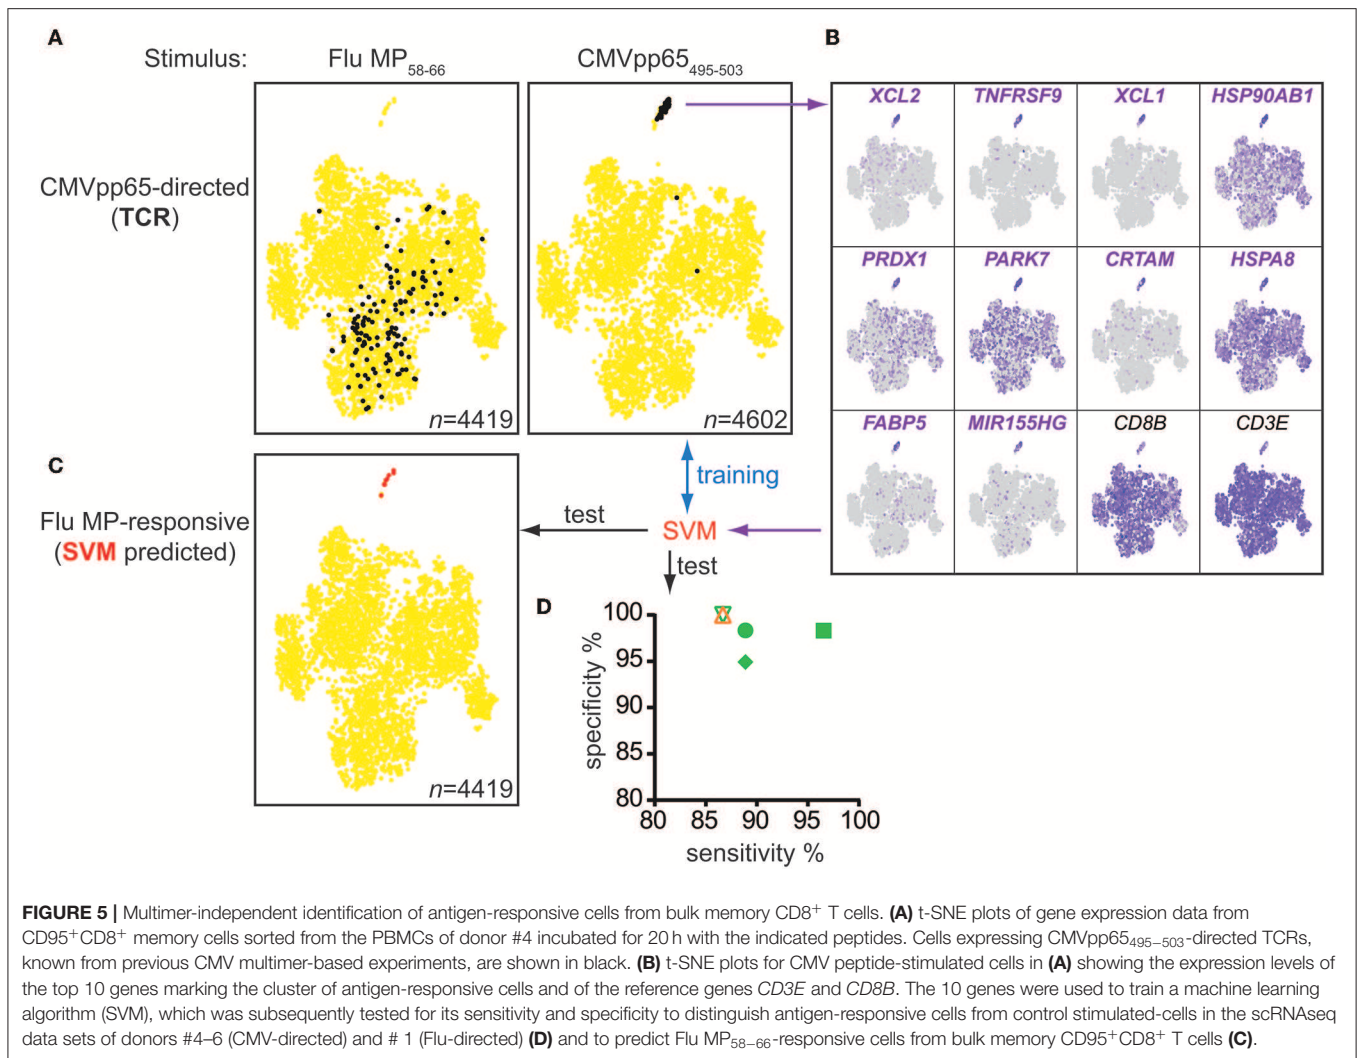 A
B
Stimulus: Flu MP58-66 CMVpp65495-503
CMVpp65-directed
(TCR)
n=4419
n=4602
XCL2 TNFRSF9 XCL1 HSP90AB1
PRDX1 PARK7 CRTAM HSPA8
FABP5 MIR155HG CD8B CD3E
C
training
Flu MP-responsive
(SVM predicted)
test
SVM
test
n=4419
D
100
95
90
85
80
specificity %
80 85 90 95 100
sensitivity %
FIGURE 5 | Multimer-independent identification of antigen-responsive cells from bulk memory CD8+ T cells. (A) t-SNE plots of gene expression data from
CD95+CD8+ memory cells sorted from the PBMCs of donor #4 incubated for 20 h with the indicated peptides. Cells expressing CMVpp65495–503-directed TCRs,
known from previous CMV multimer-based experiments, are shown in black. (B) t-SNE plots for CMV peptide-stimulated cells in (A) showing the expression levels of
the top 10 genes marking the cluster of antigen-responsive cells and of the reference genes CD3E and CD8B. The 10 genes were used to train a machine learning
algorithm (SVM), which was subsequently tested for its sensitivity and specificity to distinguish antigen-responsive cells from control stimulated-cells in the scRNAseq
data sets of donors #4–6 (CMV-directed) and # 1 (Flu-directed) (D) and to predict Flu MP58–66-responsive cells from bulk memory CD95+CD8+ T cells (C).